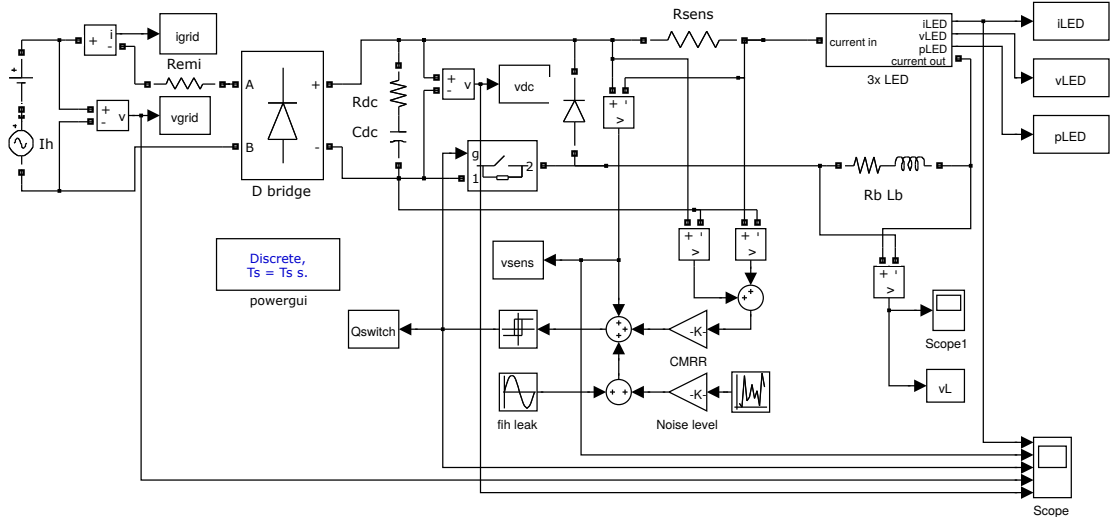 Rsens
i
+
-
igrid
Remi
iLED
vLED
pLED
current in
current out
3x LED
iLED
vLED
pLED
+
+
-
v
vgrid
+
Ih
A
B
+
-
D bridge
Rdc
Cdc
+
-
v
vdc
+
-
v
g
1
2
Rb Lb
Discrete,
Ts = Ts s.
powergui
vsens
+
-
v
+
-
v
+
-
v
Qswitch
-K-
CMRR
Scope1
vL
fih leak
-K-
Noise level
Scope